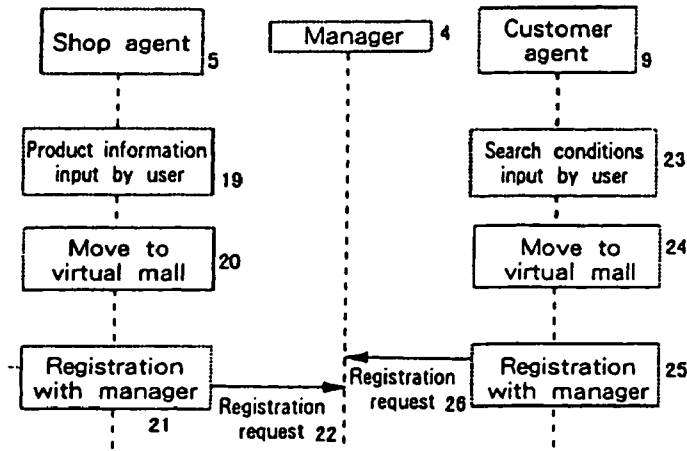 Shop agent
5
Manager
4
Customer
agent
9
Product information
input by user
19
Search conditions
input by user
23
Move to
virtual mall
20
Move to
virtual mall
24
Registration
with manager
21
Registration
request 22
Registration
request 26
Registration
with manager
25